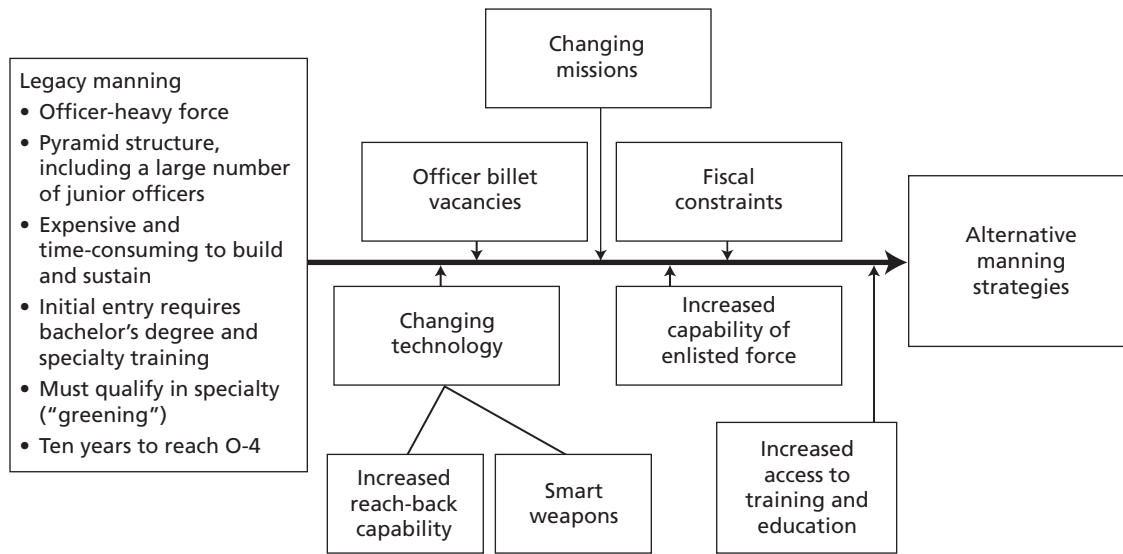 Legacy manning
• Officer-heavy force
• Pyramid structure,
including a large number
of junior officers
• Expensive and
time-consuming to build
and sustain
• Initial entry requires
bachelor’s degree and
specialty training
• Must qualify in specialty
(“greening”)
• Ten years to reach O-4
Changing
missions
Officer billet
vacancies
Fiscal
constraints
Changing
technology
Increased
capability of
enlisted force
Increased
reach-back
capability
Smart
weapons
Increased
access to
training and
education
Alternative
manning
strategies